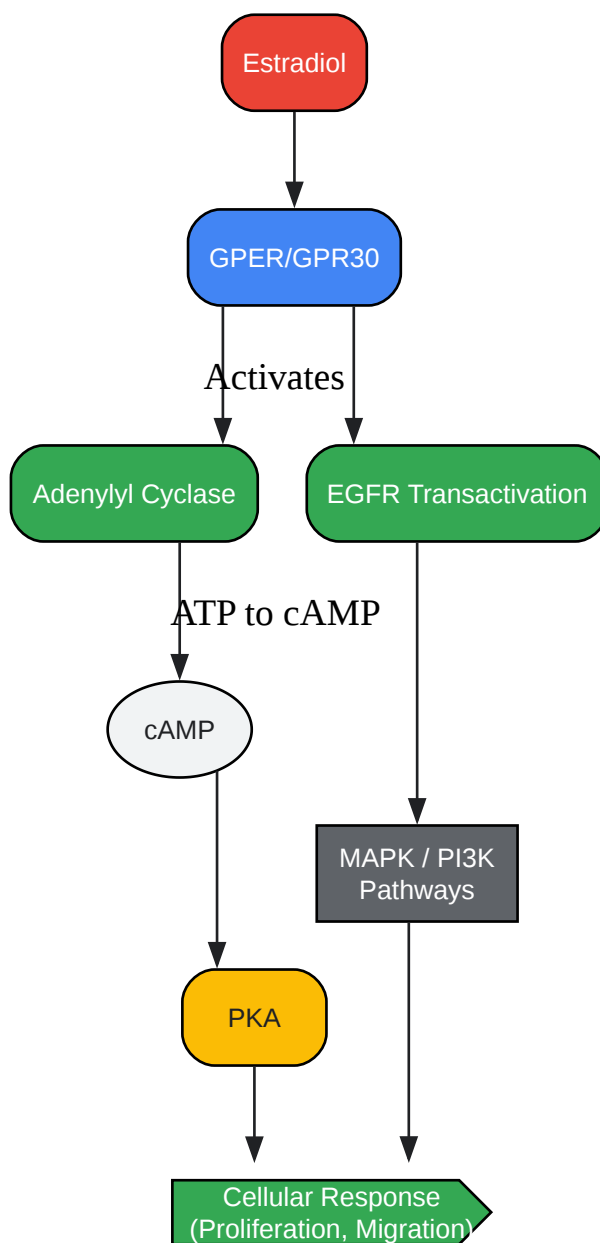 Estradiol
GPER/GPR30
Activates
Adenylyl Cyclase
EGFR Transactivation
ATP to cAMP
cAMP
MAPK / PI3K
Pathways
PKA
Cellular Response
(Proliferation, Migration)